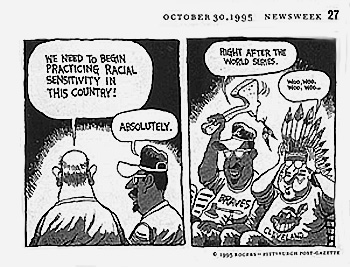 OCTOBER 30, 1995 NEWSWEEK 27
WE NEED TO BEGIN
PRACTICING RACIAL
SENSITIVITY IN
THIS COUNTRY!
ABSOLUTELY.
RIGHT AFTER THE
WORLD SERIES.
WOO, WOO,
WOO, WOO...
BRAVES
CLEVELAND
© 1995 ROGERS – PITTSBURGH POST-GAZETTE